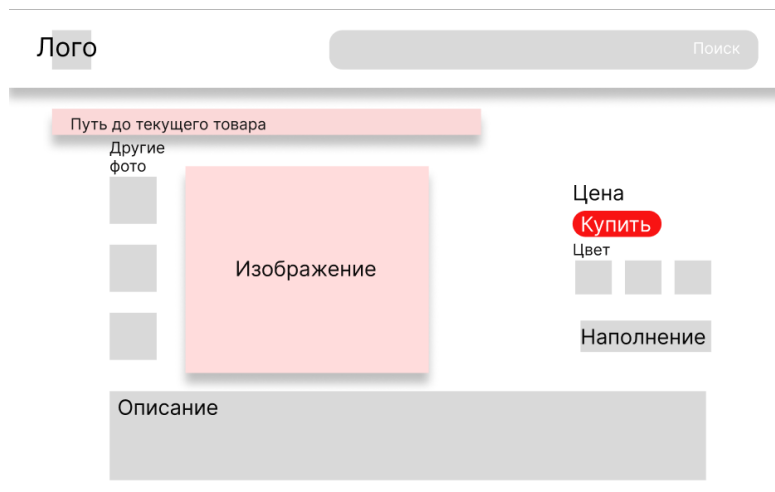 Лого
Поиск
Путь до текущего товара
Другие
фото
Изображение
Цена
Купить
Цвет
Наполнение
Описание